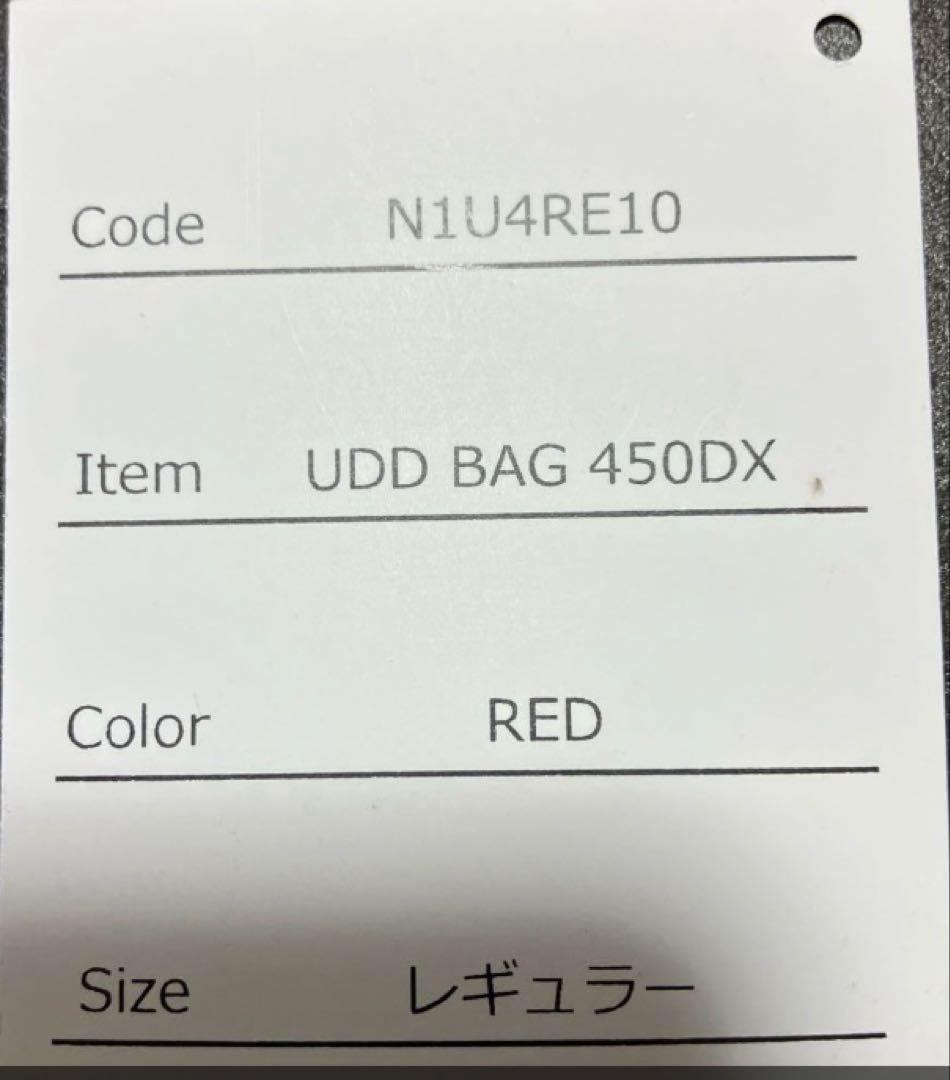 Code N1U4RE10
Item UDD BAG 450DX
Color RED
Size レギュラー